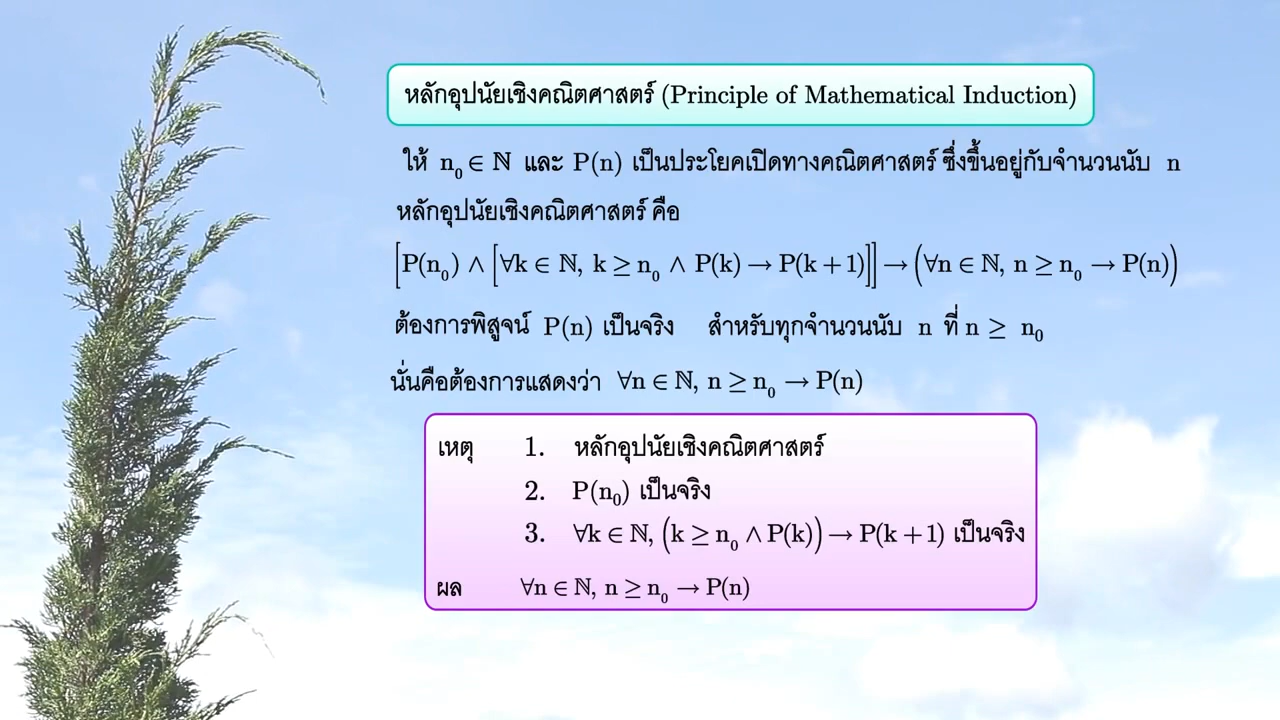 หลักอุปนัยเชิงคณิตศาสตร์ (Principle of Mathematical Induction)
ให้ n₀ ∈ ℕ และ P(n) เป็นประโยคเปิดทางคณิตศาสตร์ ซึ่งขึ้นอยู่กับจำนวนนับ n
หลักอุปนัยเชิงคณิตศาสตร์ คือ
[P(n₀) ∧ [∀k ∈ ℕ, k ≥ n₀ ∧ P(k) → P(k + 1)]] → (∀n ∈ ℕ, n ≥ n₀ → P(n))
ต้องการพิสูจน์ P(n) เป็นจริง สำหรับทุกจำนวนนับ n ที่ n ≥ n₀
นั่นคือต้องการแสดงว่า ∀n ∈ ℕ, n ≥ n₀ → P(n)
เหตุ 1. หลักอุปนัยเชิงคณิตศาสตร์
2. P(n₀) เป็นจริง
3. ∀k ∈ ℕ, (k ≥ n₀ ∧ P(k)) → P(k + 1) เป็นจริง
ผล ∀n ∈ ℕ, n ≥ n₀ → P(n)